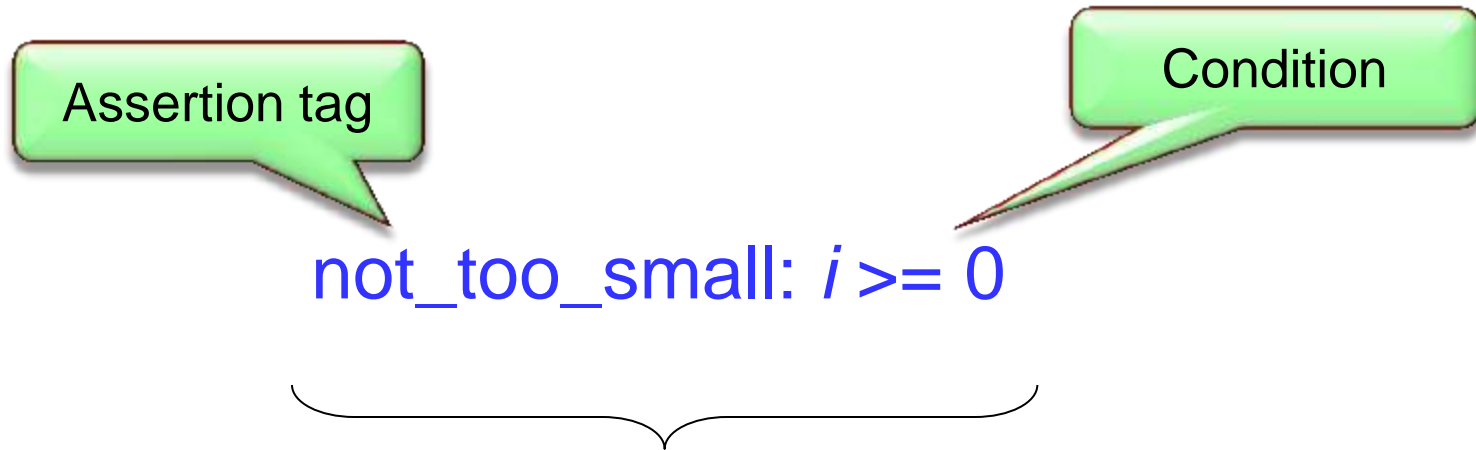 Condition
Assertion tag
not_too_small: i >= 0